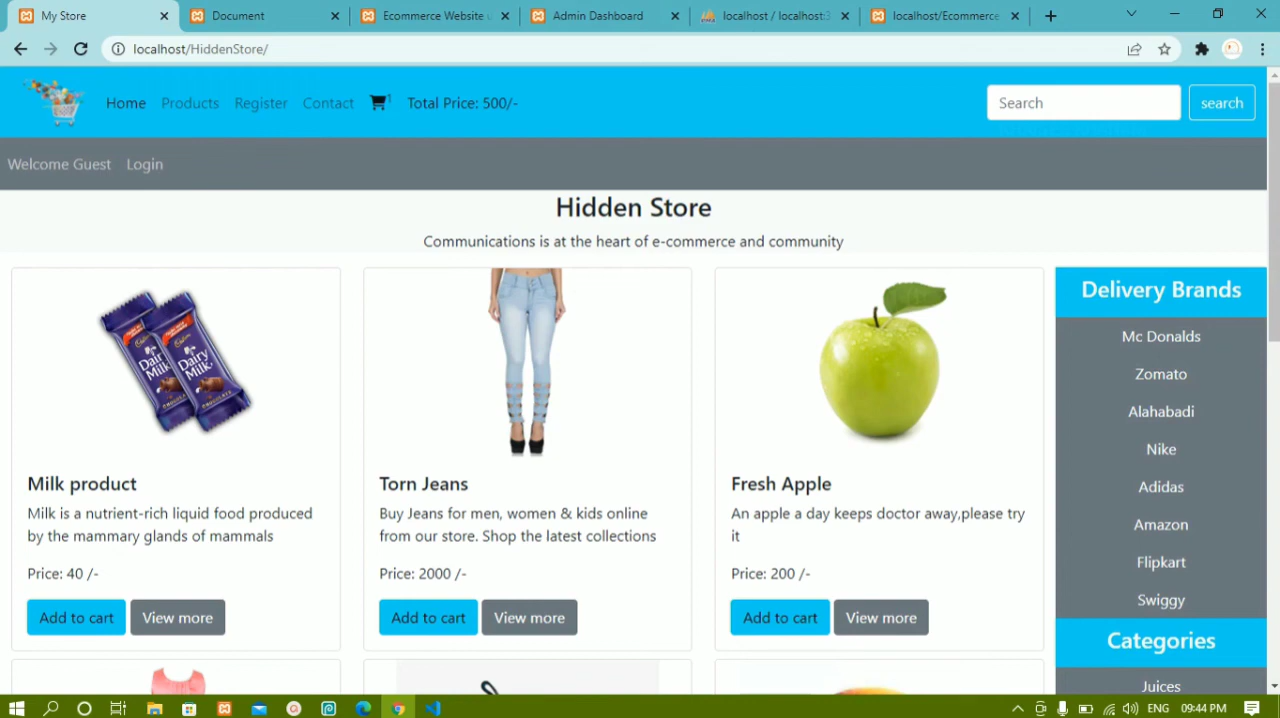 My Store
Document
Ecommerce Website u
Admin Dashboard
localhost / localhost:3
localhost/Ecommerce
localhost/HiddenStore/
Home Products Register Contact 1 Total Price: 500/-
Search search
Welcome Guest Login
Hidden Store
Communications is at the heart of e-commerce and community
Dairy Milk
Dairy Milk
Milk product
Milk is a nutrient-rich liquid food produced
by the mammary glands of mammals
Price: 40 /-
Add to cart View more
Torn Jeans
Buy Jeans for men, women & kids online
from our store. Shop the latest collections
Price: 2000 /-
Add to cart View more
Fresh Apple
An apple a day keeps doctor away,please try
it
Price: 200 /-
Add to cart View more
Delivery Brands
Mc Donalds
Zomato
Alahabadi
Nike
Adidas
Amazon
Flipkart
Swiggy
Categories
Juices
ENG 09:44 PM